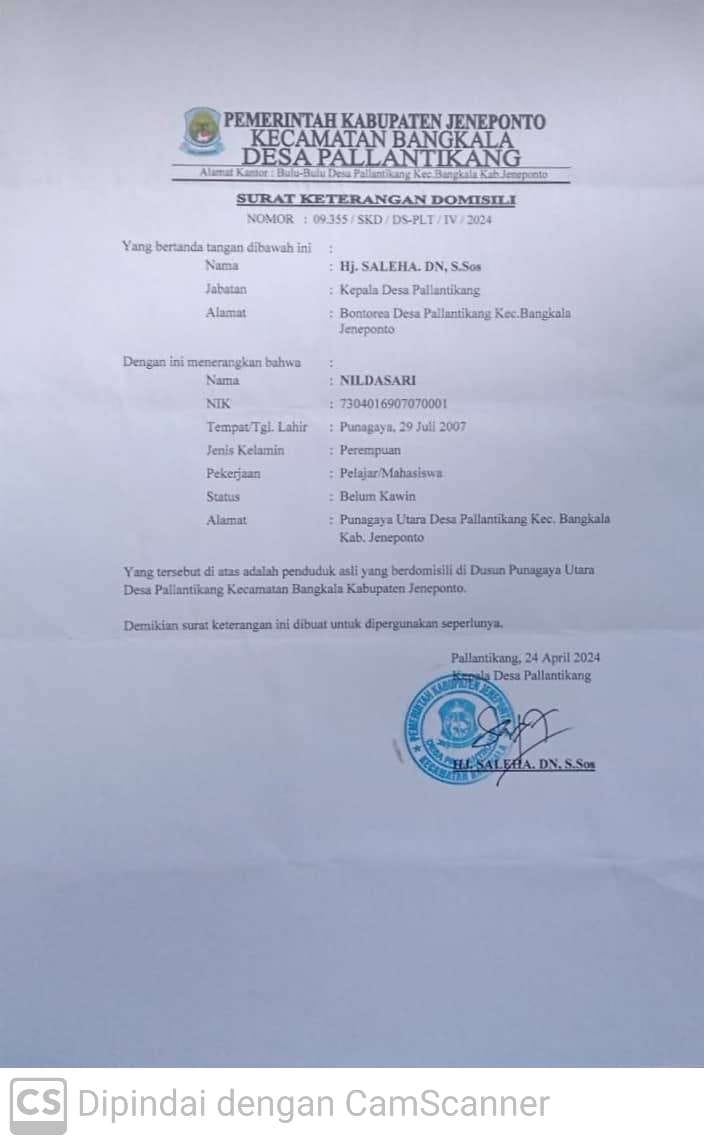 PEMERINTAH KABUPATEN JENEPONTO
KECAMATAN BANGKALA
DESA PALLANTIKANG
Alamat Kantor : Bulu-Bulu Desa Pallantikang Kec.Bangkala Kab.Jeneponto
SURAT KETERANGAN DOMISILI
NOMOR : 09.355 / SKD / DS-PLT / IV / 2024
Yang bertanda tangan dibawah ini :
Nama : Hj. SALEHA. DN, S.Sos
Jabatan : Kepala Desa Pallantikang
Alamat : Bontorea Desa Pallantikang Kec.Bangkala
Jeneponto
Dengan ini menerangkan bahwa :
Nama : NILDASARI
NIK : 7304016907070001
Tempat/Tgl. Lahir : Punagaya, 29 Juli 2007
Jenis Kelamin : Perempuan
Pekerjaan : Pelajar/Mahasiswa
Status : Belum Kawin
Alamat : Punagaya Utara Desa Pallantikang Kec. Bangkala
Kab. Jeneponto
Yang tersebut di atas adalah penduduk asli yang berdomisili di Dusun Punagaya Utara
Desa Pallantikang Kecamatan Bangkala Kabupaten Jeneponto.
Demikian surat keterangan ini dibuat untuk dipergunakan seperlunya.
Pallantikang, 24 April 2024
Kepala Desa Pallantikang
PEMERINTAH KABUPATEN JENEPONTO
KECAMATAN BANGKALA
HJ. SALEHA. DN, S.Sos
CS Dipindai dengan CamScanner